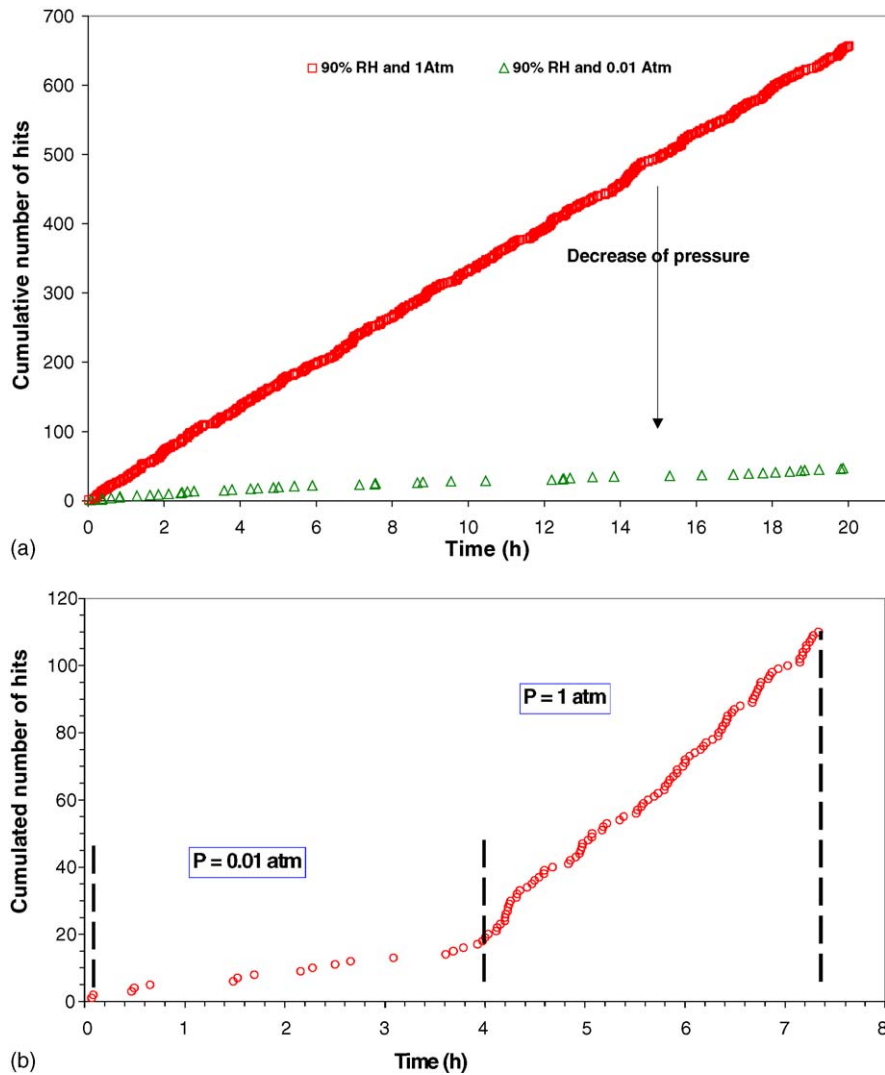 700
600
500
400
300
200
100
0
Cumulative number of hits
90% RH and 1Atm
90% RH and 0.01 Atm
Decrease of pressure
0 2 4 6 8 10 12 14 16 18 20
Time (h)
(a)
120
100
80
60
40
20
0
Cumulated number of hits
P = 1 atm
P = 0.01 atm
0 1 2 3 4 5 6 7 8
Time (h)
(b)